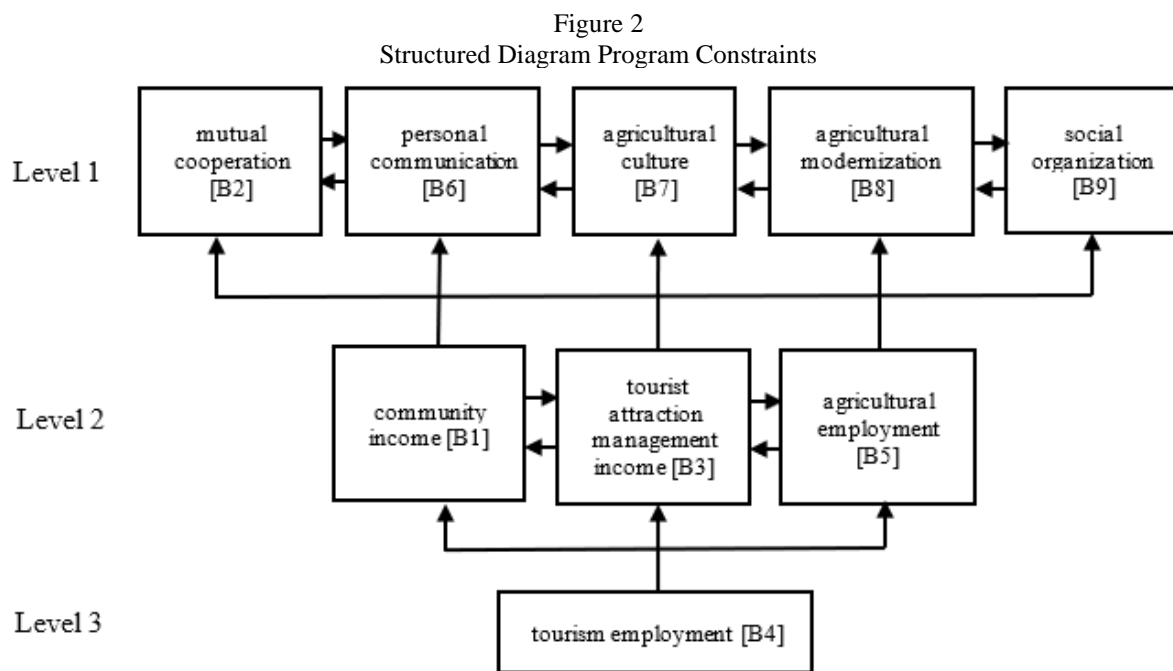 Figure 2
Structured Diagram Program Constraints
Level 1
mutual
cooperation
[B2]
personal
communication
[B6]
agricultural
culture
[B7]
agricultural
modernization
[B8]
social
organization
[B9]
Level 2
community
income [B1]
tourist
attraction
management
income [B3]
agricultural
employment
[B5]
Level 3
tourism employment [B4]